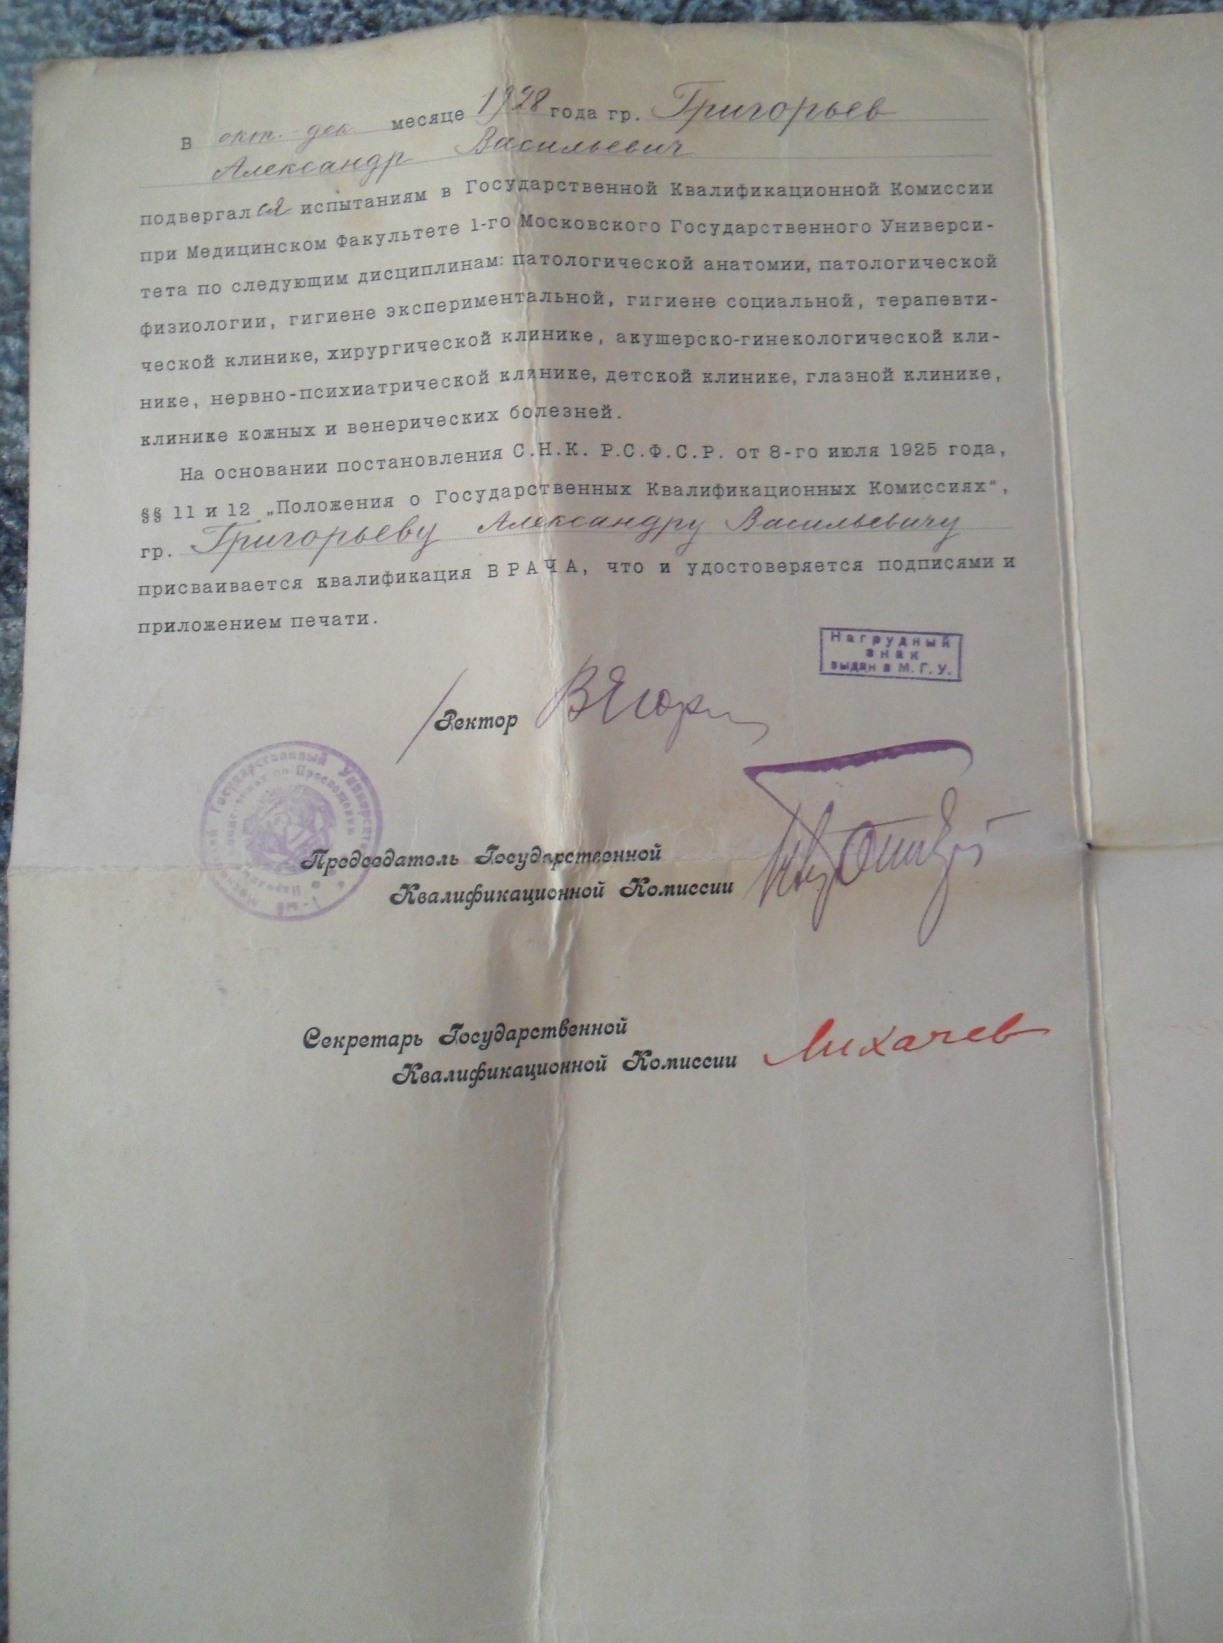 В окт. дек. месяце 1928 года гр. Григорьев
Александр Васильевич
подвергался испытаниям в Государственной Квалификационной Комиссии
при Медицинском Факультете 1-го Московского Государственного Универси-
тета по следующим дисциплинам: патологической анатомии, патологической
физиологии, гигиене экспериментальной, гигиене социальной, терапевти-
ческой клинике, хирургической клинике, акушерско-гинекологической кли-
нике, нервно-психиатрической клинике, детской клинике, глазной клинике,
клинике кожных и венерических болезней.
На основании постановления С.Н.К. Р.С.Ф.С.Р. от 8-го июля 1925 года,
§§ 11 и 12 „Положения о Государственных Квалификационных Комиссиях",
гр. Григорьеву Александру Васильевичу
присваивается квалификация ВРАЧА, что и удостоверяется подписями и
приложением печати.
Нагрудный
знак
выдан в М.Г.У.
Ректор
Государственный Универси
Председатель Государственной
Квалификационной Комиссии
Секретарь Государственной
Квалификационной Комиссии Лихачев